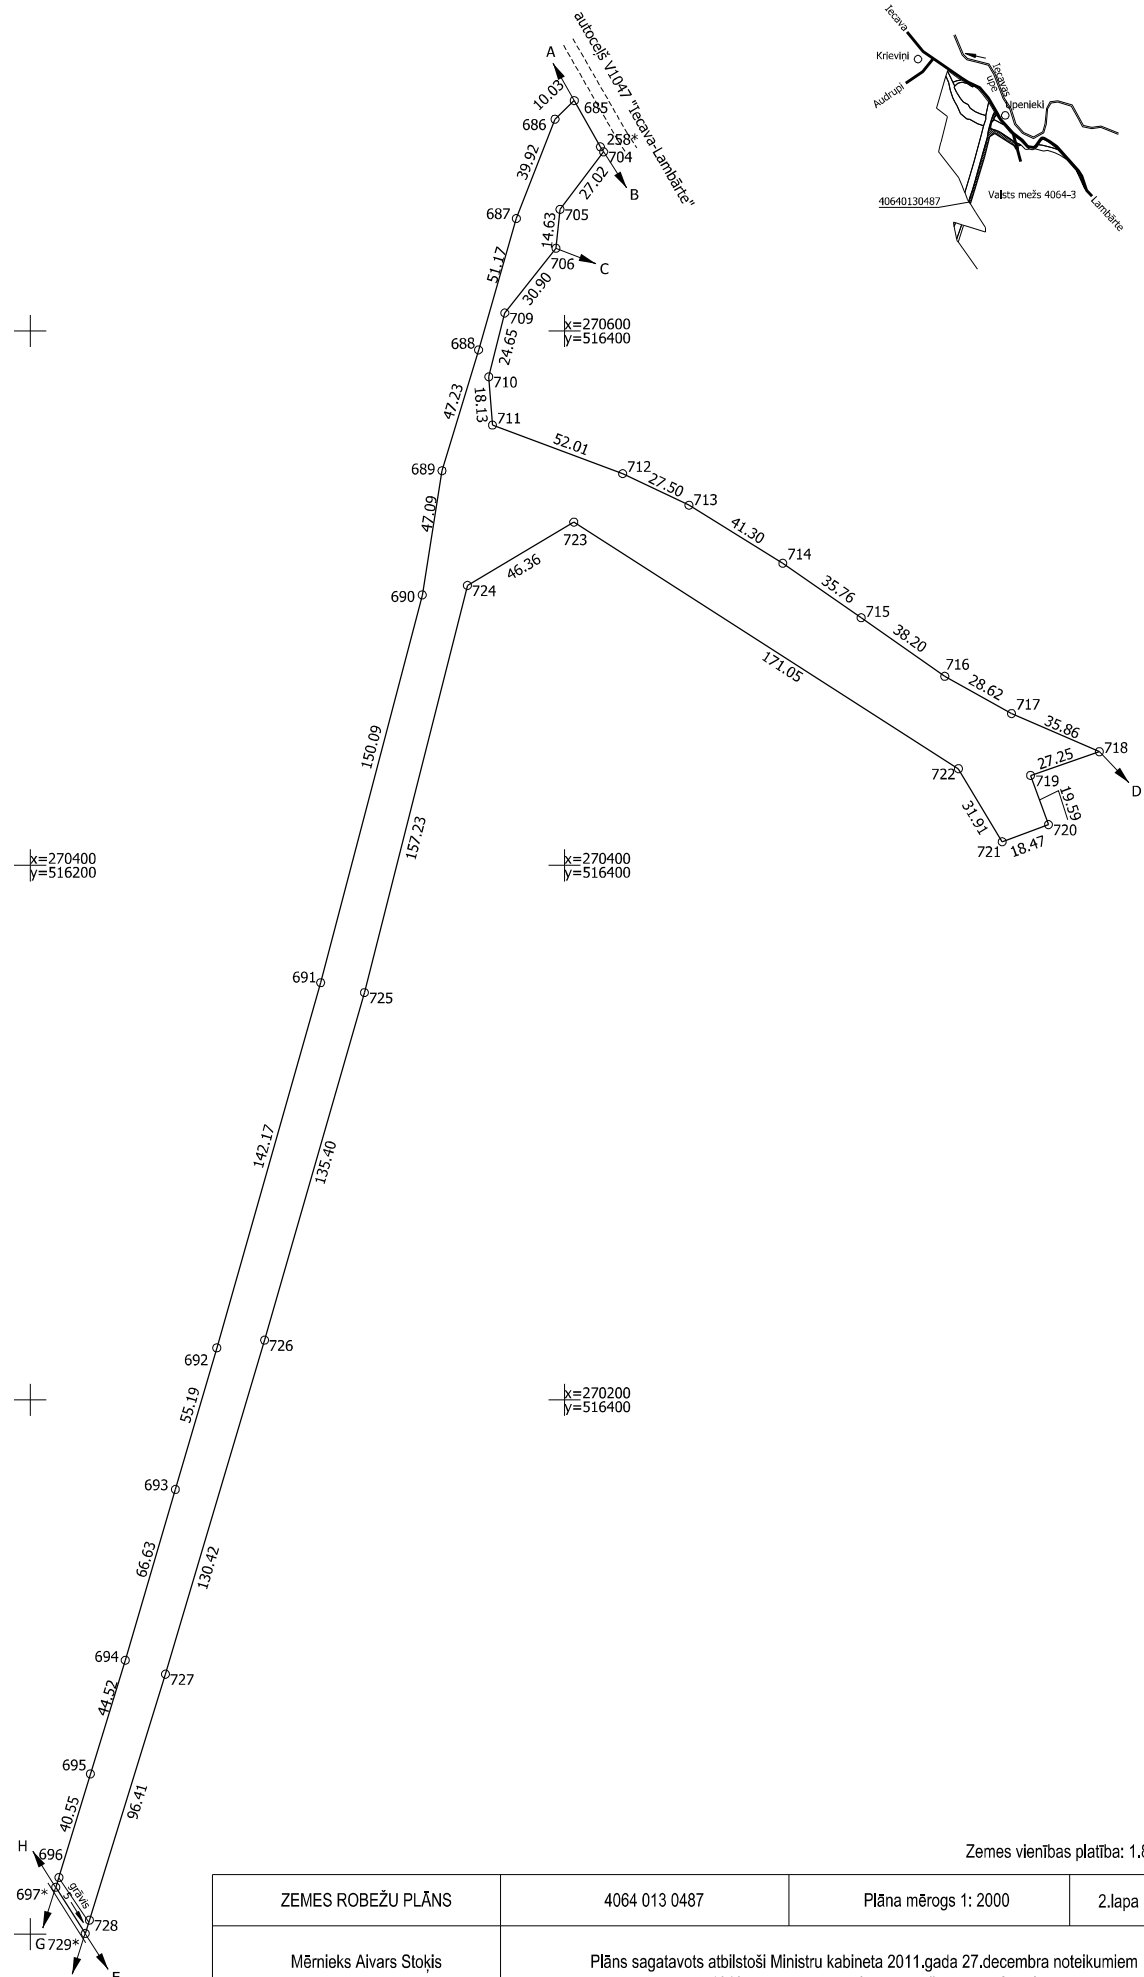 autoceļš V1047 "Iecava-Lambārte"
A
10.03
685
686
258*
704
39.92
27.02
B
687
705
14.63
706
C
51.17
30.90
709
688
24.65
710
47.23
18.13
711
52.01
689
712
27.50
713
47.09
41.30
723
714
46.36
724
690
35.76
715
38.20
716
171.05
28.62
717
35.86
718
27.25
D
722
719
19.59
31.91
720
721
18.47
150.09
157.23
691
725
142.17
135.40
692
726
55.19
693
66.63
130.42
694
727
44.52
695
96.41
40.55
H
696
697*
grāvis
728
G
729*
x=270600
y=516400
x=270400
y=516200
x=270400
y=516400
x=270200
y=516400
Iecava
Krieviņi
Audrupi
Iecavas
upe
Upenieki
40640130487
Valsts mežs 4064-3
Lambārte
Zemes vienības platība: 1.8
ZEMES ROBEŽU PLĀNS
4064 013 0487
Plāna mērogs 1: 2000
2.lapa
Mērnieks Aivars Stoķis
Plāns sagatavots atbilstoši Ministru kabineta 2011.gada 27.decembra noteikumiem